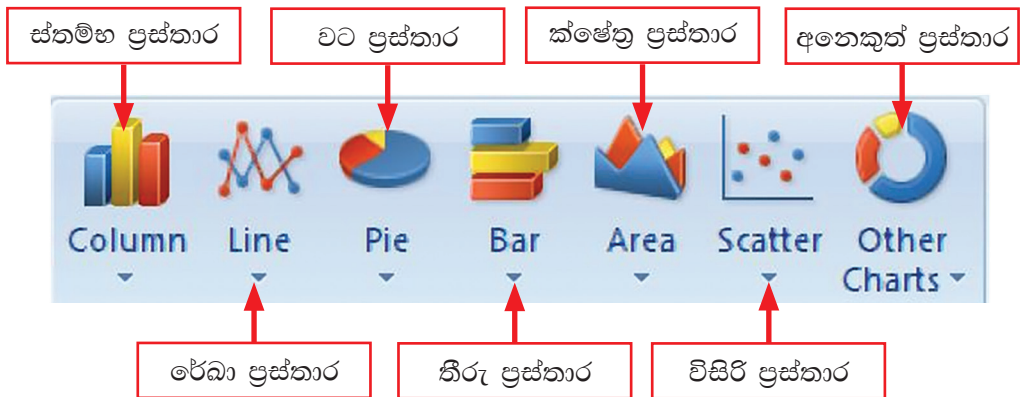 ස්තම්භ ප්‍රස්තාර
වට ප්‍රස්තාර
ක්ෂේත්‍ර ප්‍රස්තාර
අනෙකුත් ප්‍රස්තාර
Column
Line
Pie
Bar
Area
Scatter
Other
Charts
රේඛා ප්‍රස්තාර
තීරු ප්‍රස්තාර
විසිරි ප්‍රස්තාර